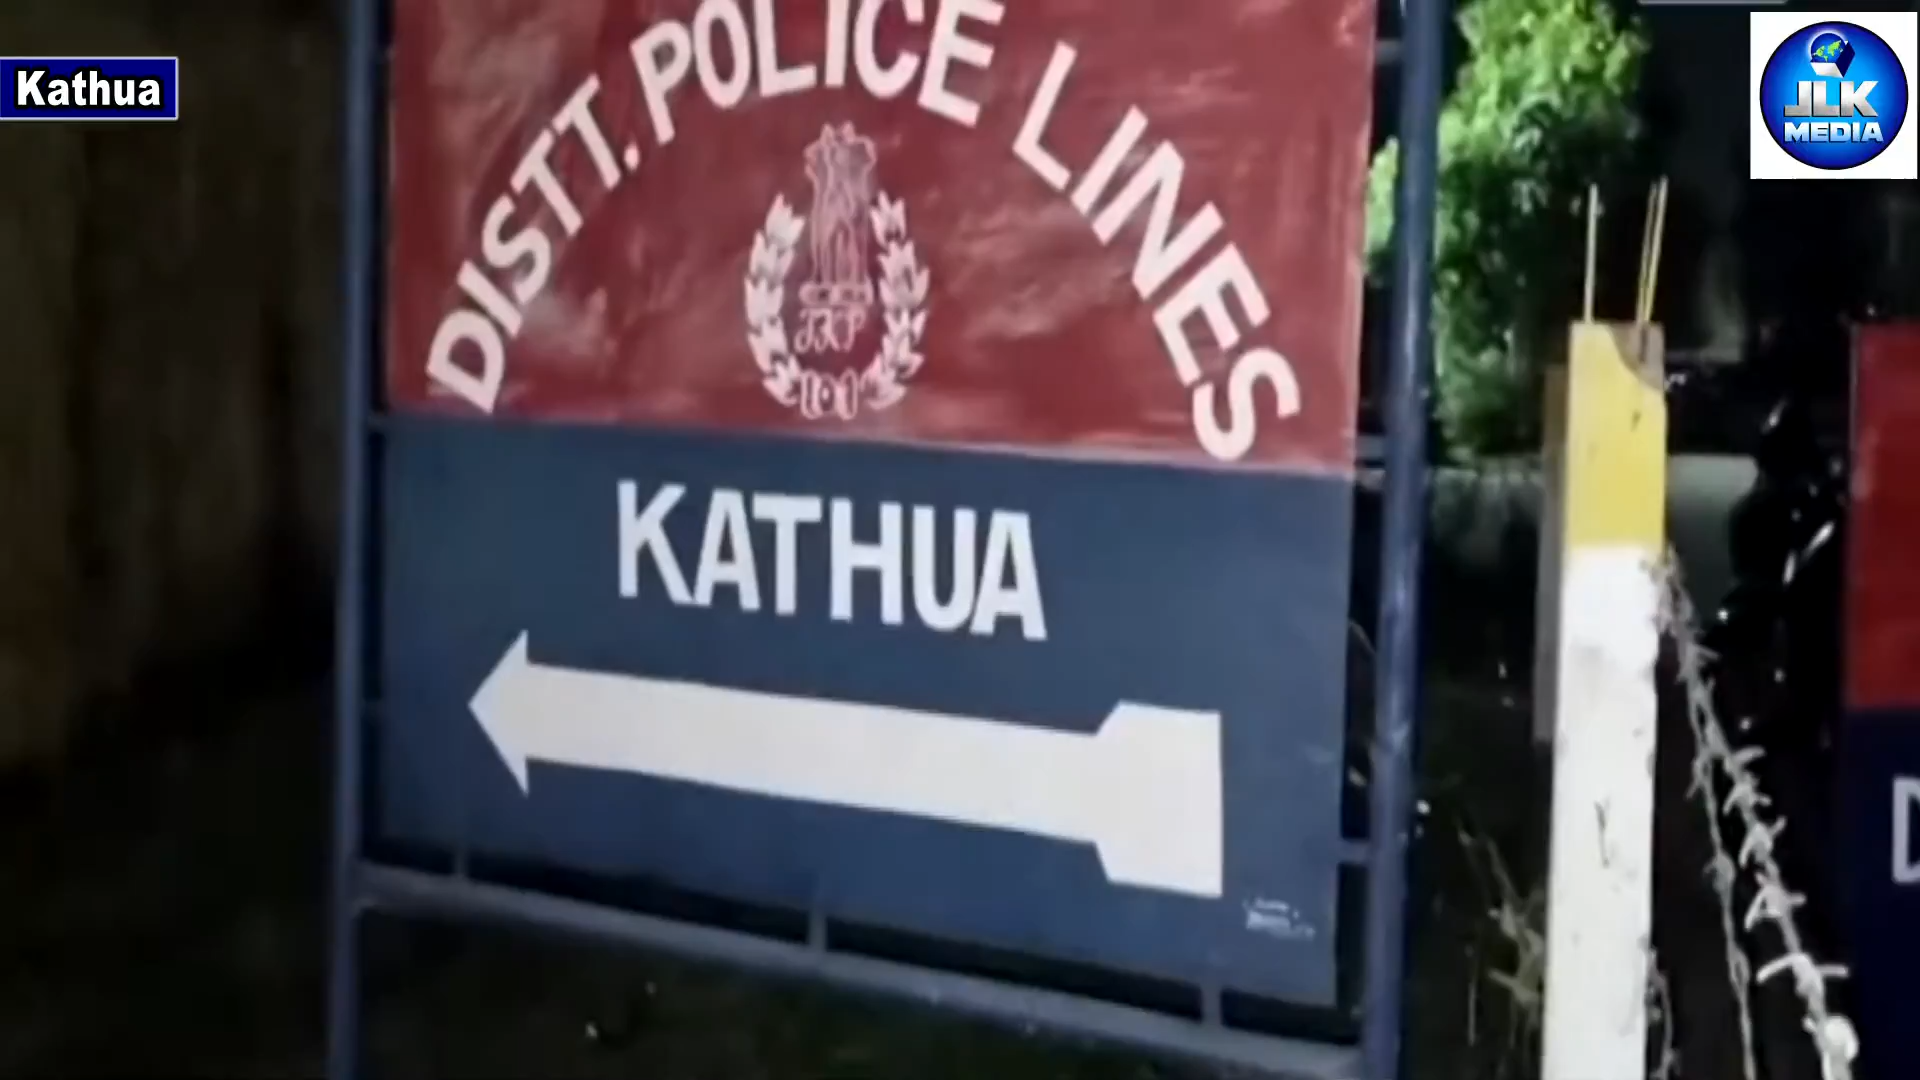 Kathua
JLK
MEDIA
DISTT. POLICE LINES
KATHUA
D